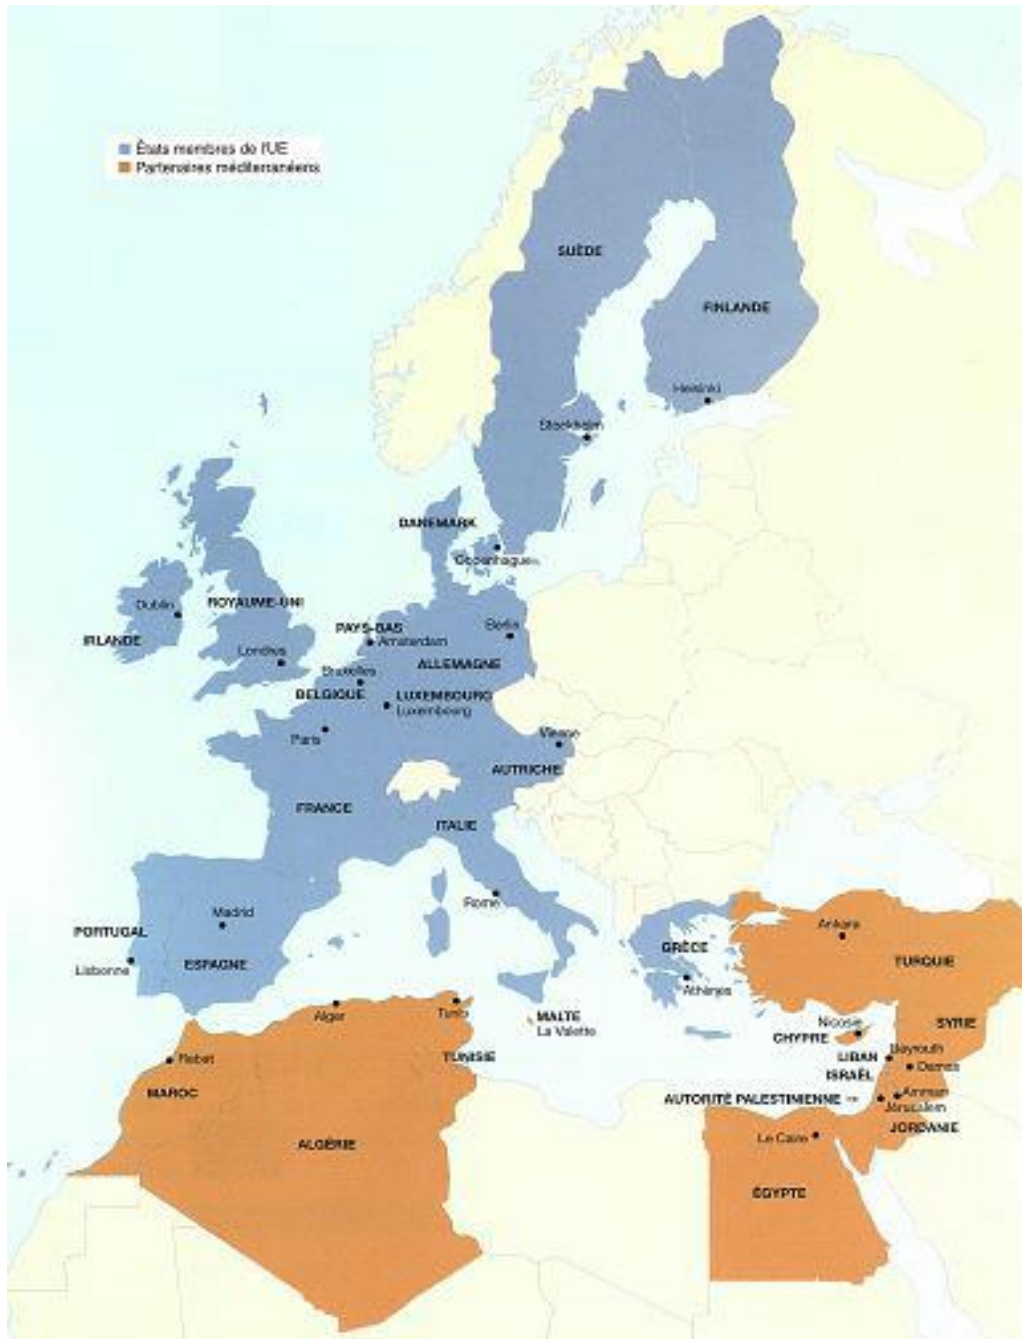 États membres de l'UE
Partenaires méditerranéens
SUÈDE
FINLANDE
Helsinki
Stockholm
DANEMARK
Copenhague
Dublin
ROYAUME-UNI
IRLANDE
Londres
PAYS-BAS
Amsterdam
Berlin
ALLEMAGNE
Bruxelles
BELGIQUE
LUXEMBOURG
Luxembourg
Paris
Vienne
AUTRICHE
FRANCE
ITALIE
Rome
Madrid
PORTUGAL
Lisbonne
ESPAGNE
GRÈCE
Athènes
Ankara
TURQUIE
Alger
Tunis
MALTE
La Valette
Nicosie
CHYPRE
SYRIE
Beyrouth
LIBAN
Damas
ISRAËL
Rabat
MAROC
TUNISIE
AUTORITÉ PALESTINIENNE
Amman
Jérusalem
JORDANIE
ALGÉRIE
Le Caire
ÉGYPTE